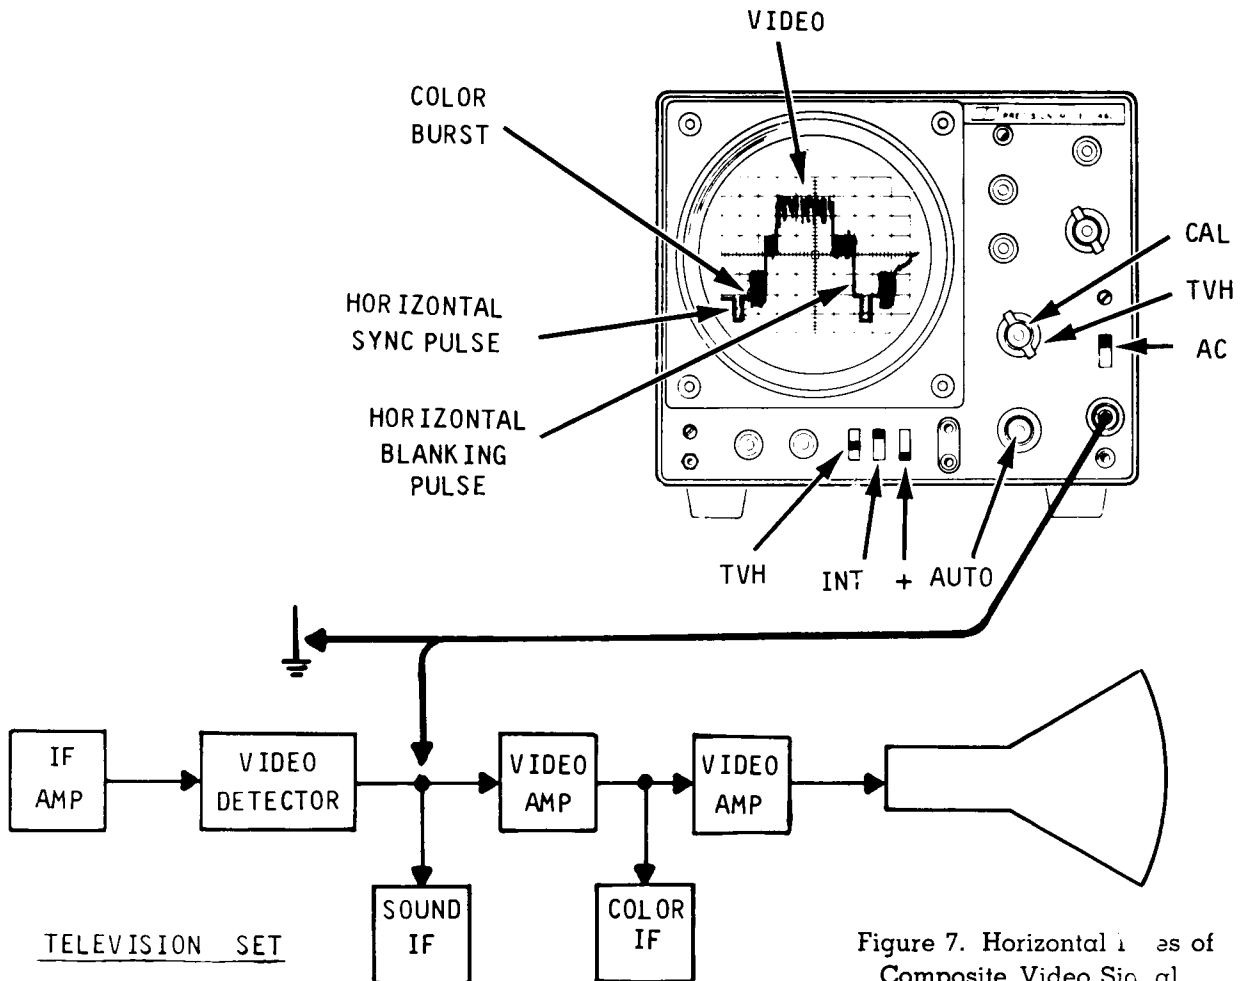 VIDEO
COLOR
BURST
HORIZONTAL
SYNC PULSE
HORIZONTAL
BLANKING
PULSE
CAL
TVH
AC
TVH
INT
+
AUTO
IF
AMP
VIDEO
DETECTOR
VIDEO
AMP
VIDEO
AMP
SOUND
IF
COLOR
IF
TELEVISION SET
Figure 7. Horizontal of
Composite Video